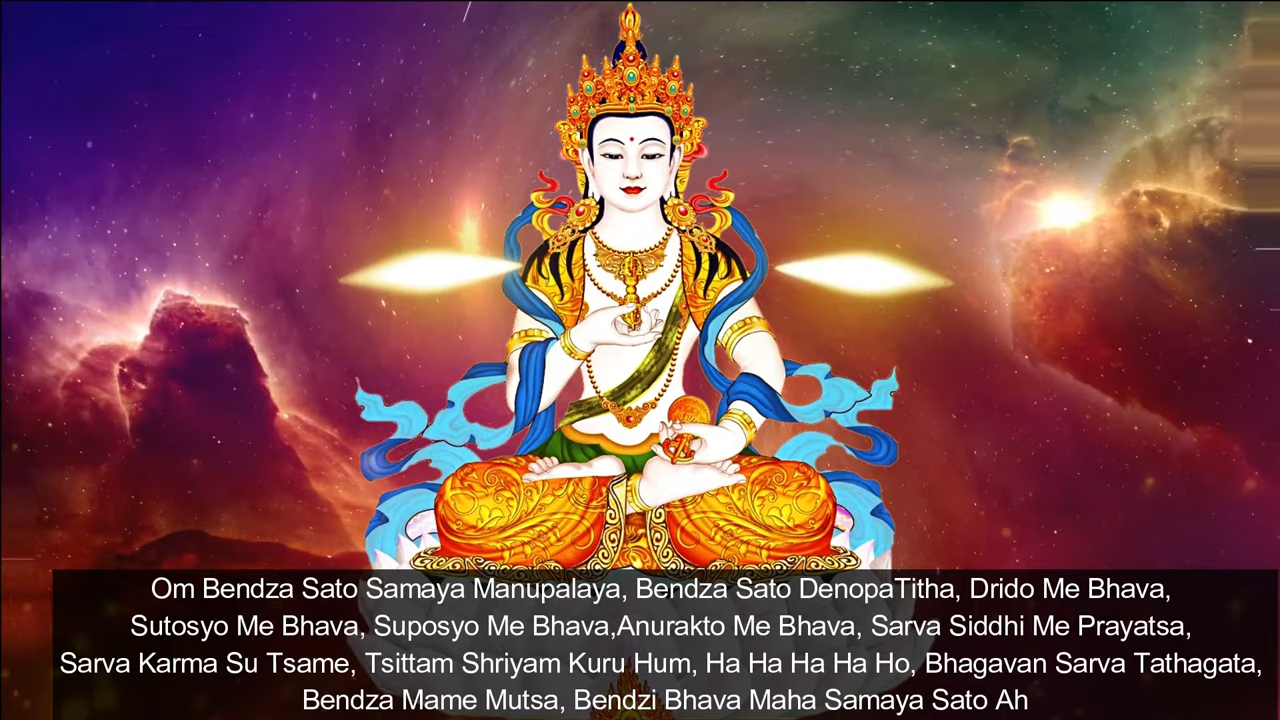 Om Bendza Sato Samaya Manupalaya, Bendza Sato DenopaTitha, Drido Me Bhava,
Sutosyo Me Bhava, Suposyo Me Bhava,Anurakto Me Bhava, Sarva Siddhi Me Prayatsa,
Sarva Karma Su Tsame, Tsittam Shriyam Kuru Hum, Ha Ha Ha Ha Ho, Bhagavan Sarva Tathagata,
Bendza Mame Mutsa, Bendzi Bhava Maha Samaya Sato Ah